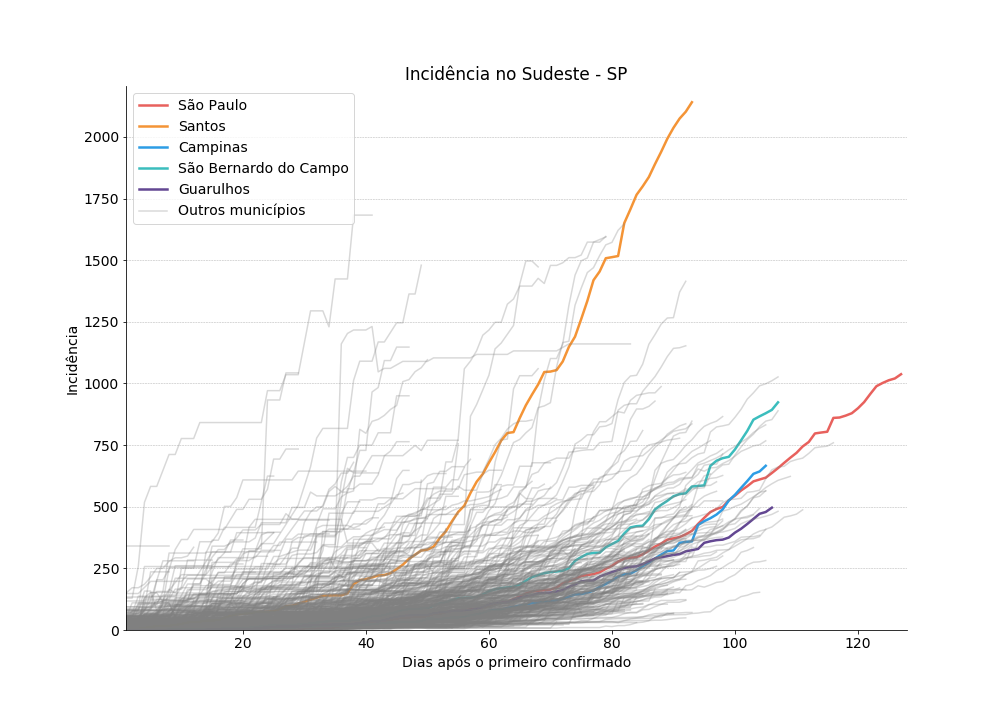 Incidência no Sudeste - SP
São Paulo
Santos
Campinas
São Bernardo do Campo
Guarulhos
Outros municípios
2000
1750
1500
1250
1000
750
500
250
0
Incidência
20 40 60 80 100 120
Dias após o primeiro confirmado